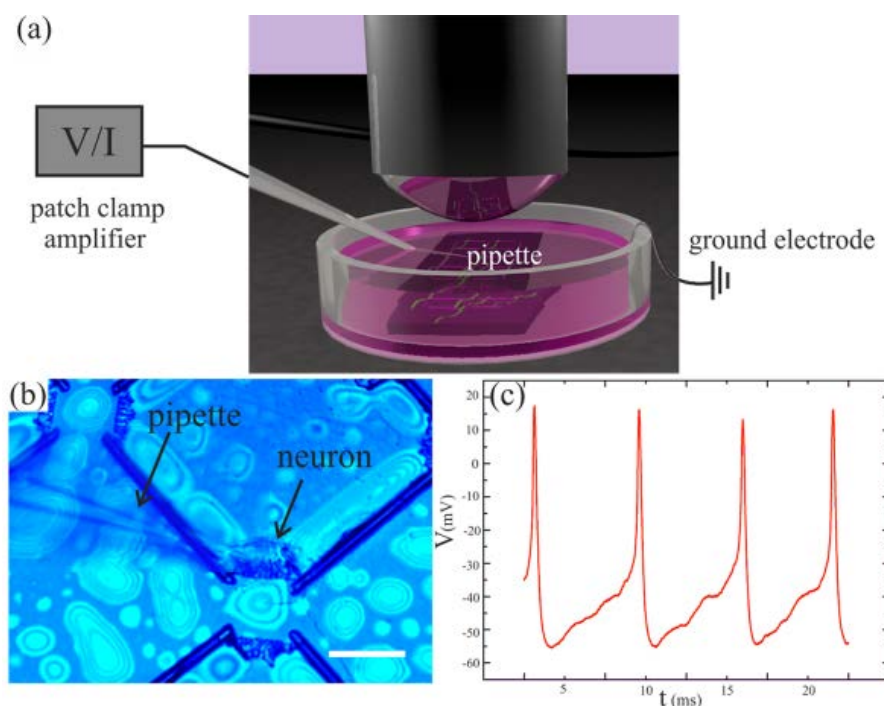 (a)
V/I
patch clamp
amplifier
pipette
ground electrode
(b)
pipette
neuron
(c)
V(mV)
20
10
0
-10
-20
-30
-40
-50
-60
5
10
15
20
t (ms)